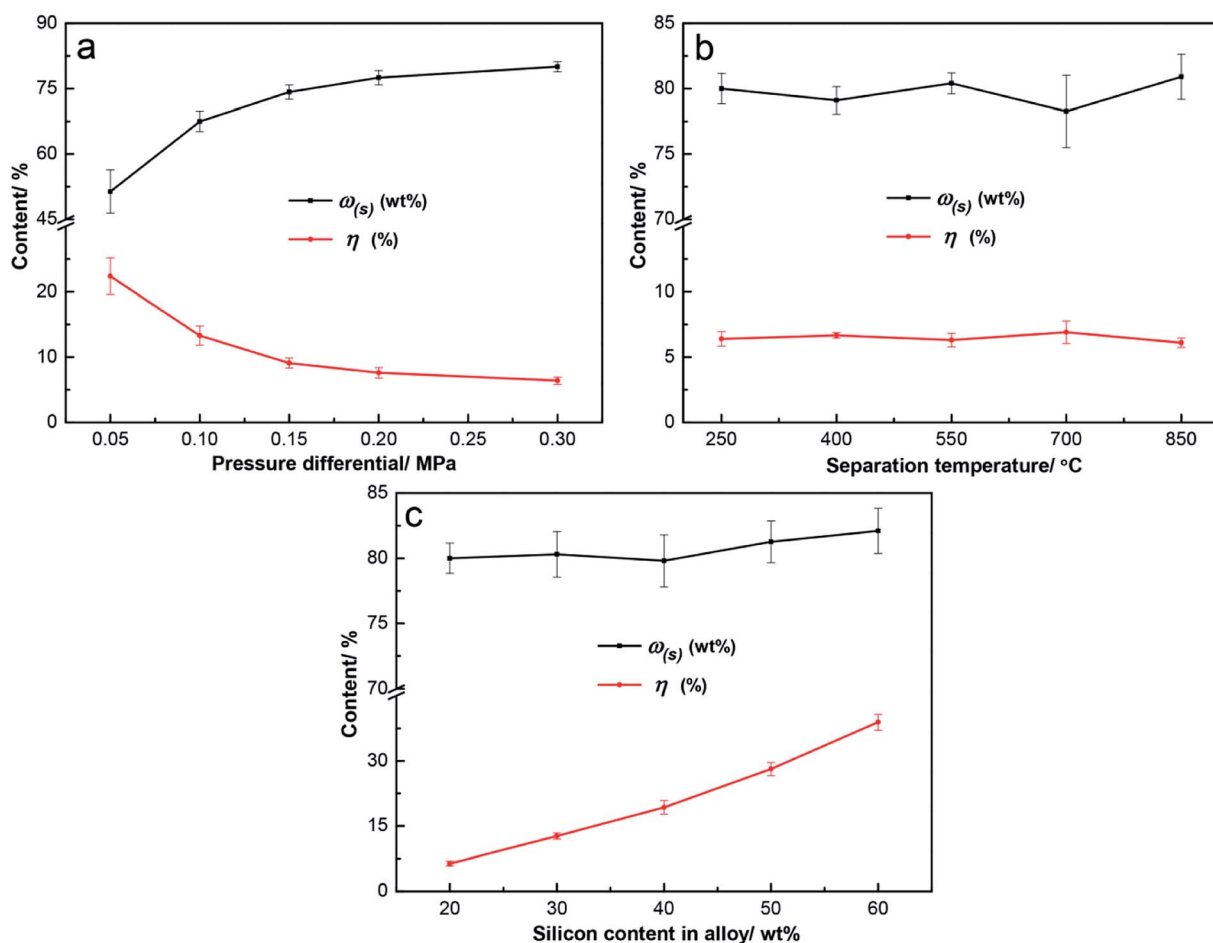 a
90
75
60
45
20
10
0
Content/ %
ω(s) (wt%)
η (%)
0.05 0.10 0.15 0.20 0.25 0.30
Pressure differential/ MPa
b
85
80
75
70
10
5
0
Content/ %
ω(s) (wt%)
η (%)
250 400 550 700 850
Separation temperature/ °C
c
85
80
75
70
30
15
0
Content/ %
ω(s) (wt%)
η (%)
20 30 40 50 60
Silicon content in alloy/ wt%